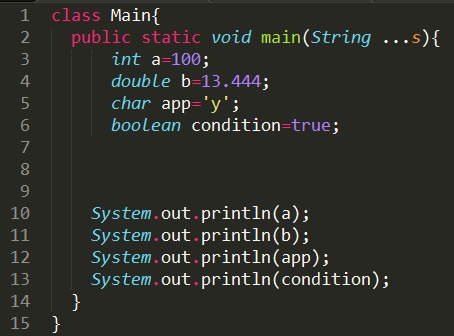 1 class Main{
2 public static void main(String ...s){
3 int a=100;
4 double b=13.444;
5 char app='y';
6 boolean condition=true;
7
8
9
10 System.out.println(a);
11 System.out.println(b);
12 System.out.println(app);
13 System.out.println(condition);
14 }
15 }